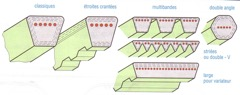 classiques
étroites crantées
multibandes
double angle
striées
ou double - V
large
pour variateur